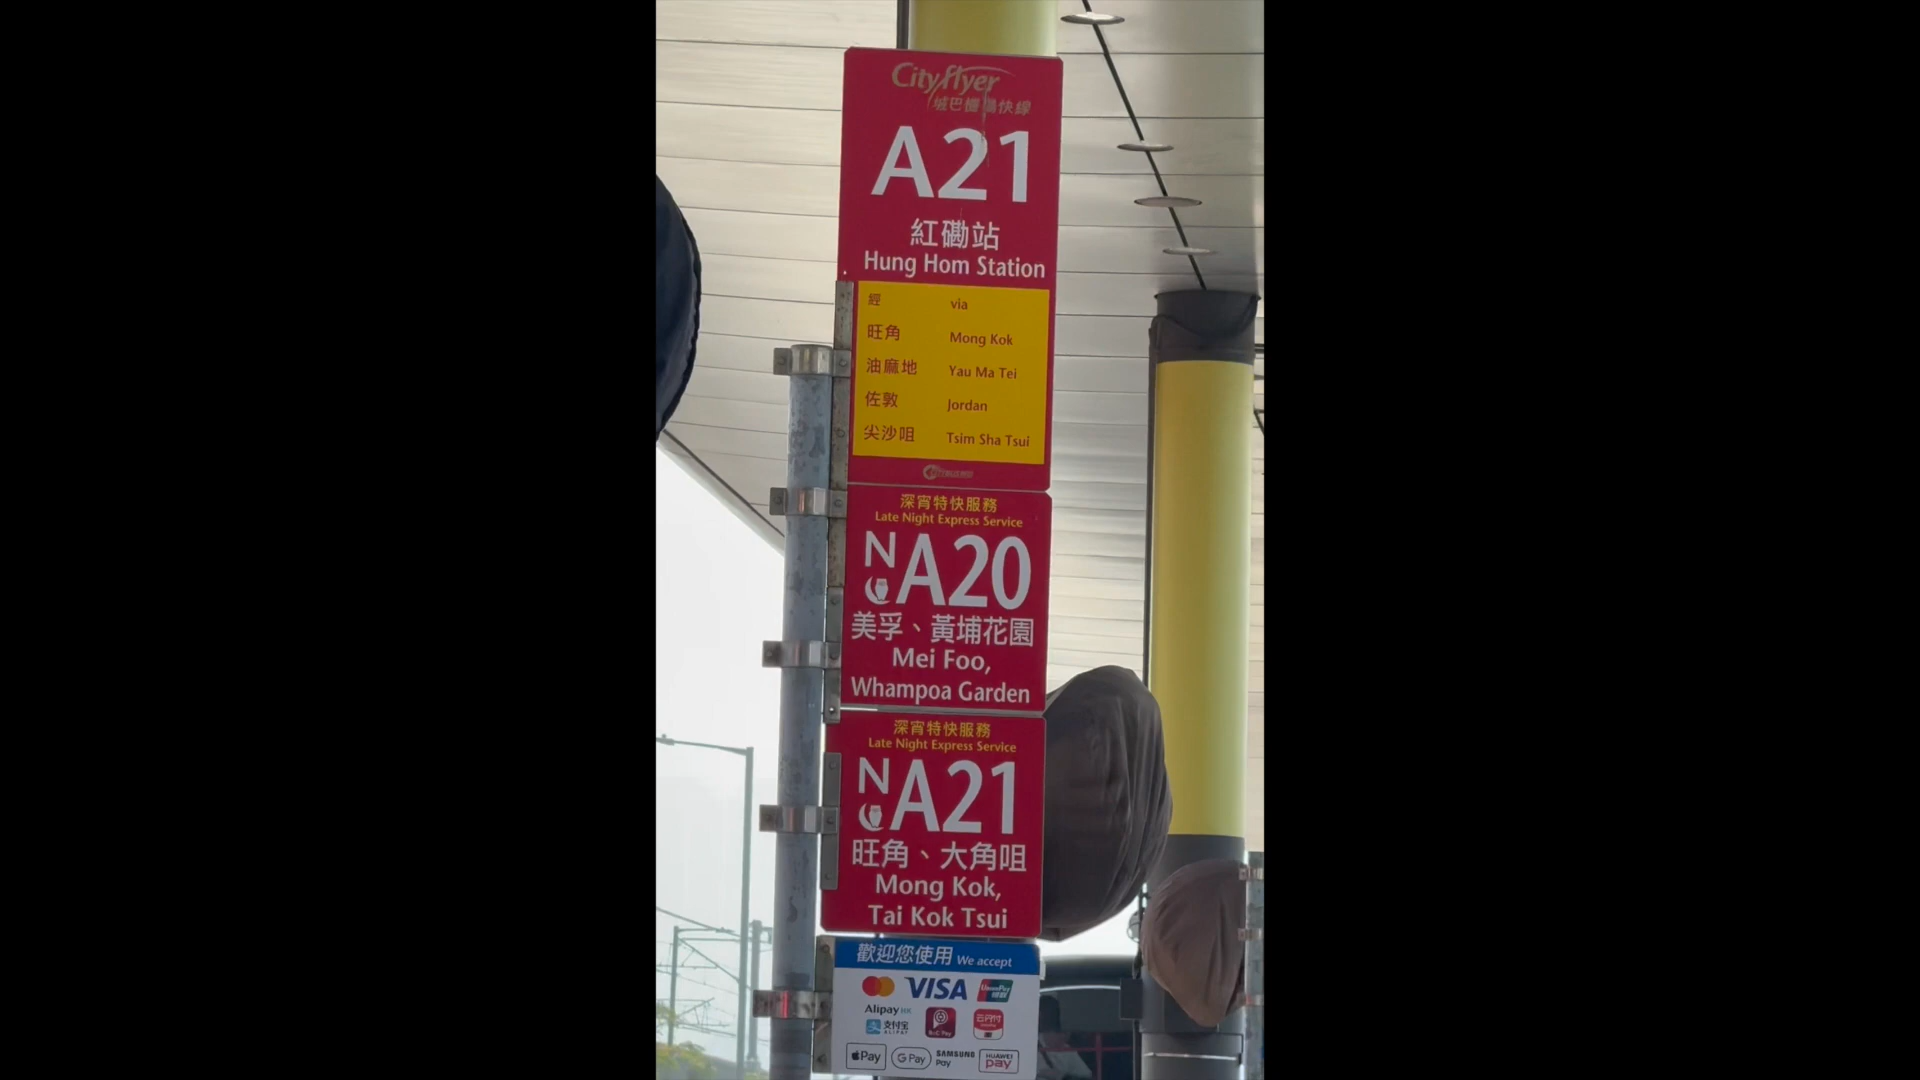 Cityflyer
城巴機場快線
A21
紅磡站
Hung Hom Station
經 via
旺角 Mong Kok
油麻地 Yau Ma Tei
佐敦 Jordan
尖沙咀 Tsim Sha Tsui
深宵特快服務
Late Night Express Service
NA20
美孚、黃埔花園
Mei Foo,
Whampoa Garden
深宵特快服務
Late Night Express Service
NA21
旺角、大角咀
Mong Kok,
Tai Kok Tsui
歡迎您使用 We accept
VISA UnionPay 银联
AlipayHK
支付宝 ALIPAY
云闪付
Pay G Pay SAMSUNG Pay HUAWEI Pay